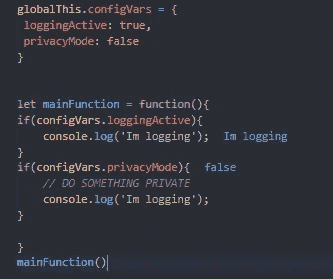 globalThis.configVars = {
loggingActive: true,
privacyMode: false
}
let mainFunction = function(){
if(configVars.loggingActive){
console.log('Im logging');  Im logging
}
if(configVars.privacyMode){  false
// DO SOMETHING PRIVATE
console.log('Im logging');
}
}
mainFunction()